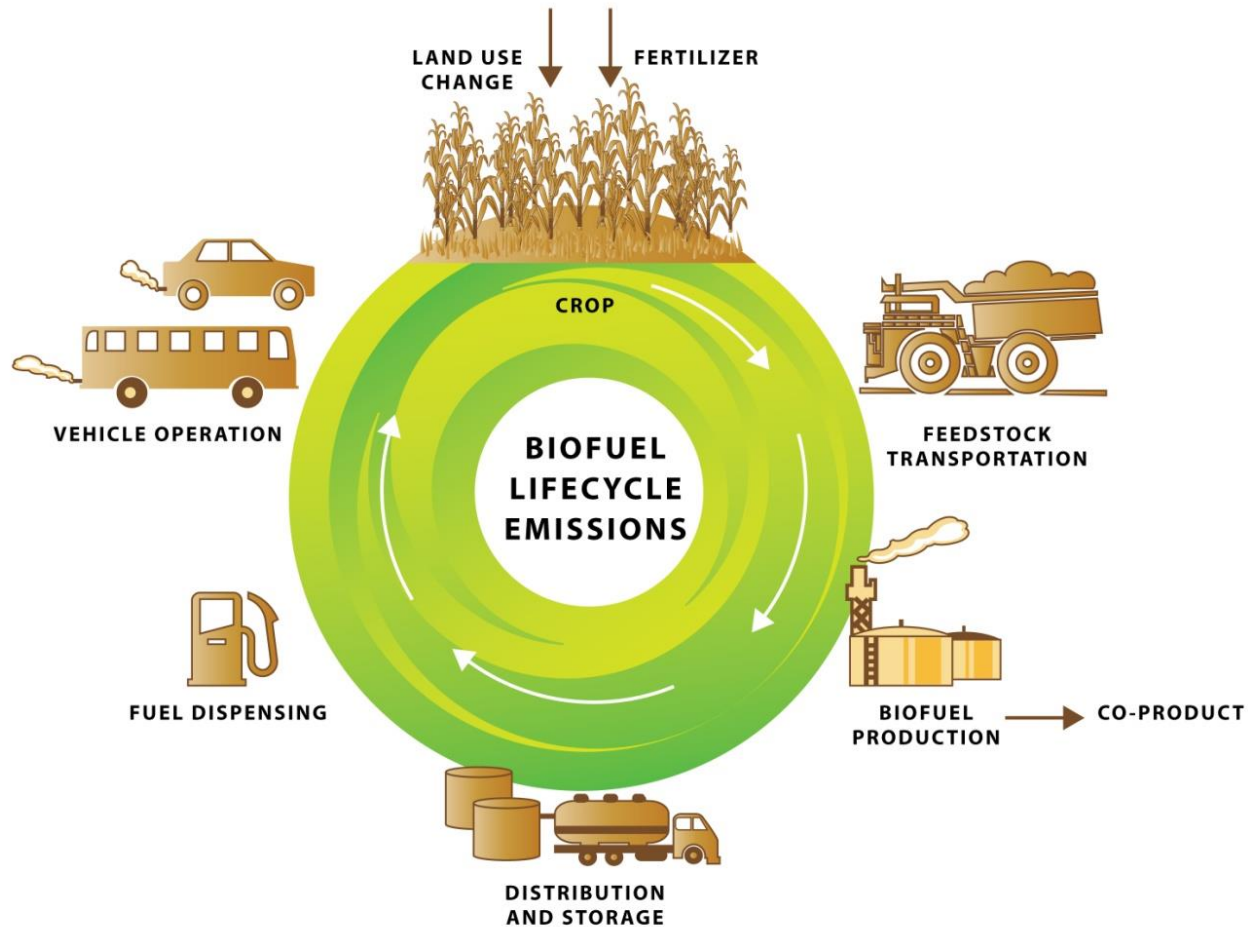 LAND USE
CHANGE
FERTILIZER
CROP
FEEDSTOCK
TRANSPORTATION
BIOFUEL
PRODUCTION
CO-PRODUCT
DISTRIBUTION
AND STORAGE
FUEL DISPENSING
VEHICLE OPERATION
BIOFUEL
LIFECYCLE
EMISSIONS